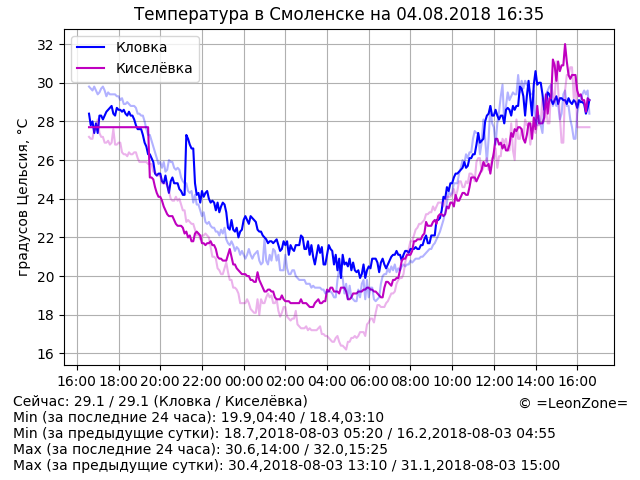 Температура в Смоленске на 04.08.2018 16:35
Кловка
Киселёвка
градусов Цельсия, °C
32
30
28
26
24
22
20
18
16
16:00 18:00 20:00 22:00 00:00 02:00 04:00 06:00 08:00 10:00 12:00 14:00 16:00
Сейчас: 29.1 / 29.1 (Кловка / Киселёвка)
© =LeonZone=
Min (за последние 24 часа): 19.9,04:40 / 18.4,03:10
Min (за предыдущие сутки): 18.7,2018-08-03 05:20 / 16.2,2018-08-03 04:55
Max (за последние 24 часа): 30.6,14:00 / 32.0,15:25
Max (за предыдущие сутки): 30.4,2018-08-03 13:10 / 31.1,2018-08-03 15:00